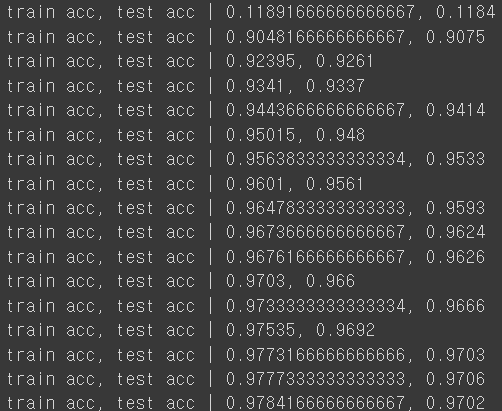 train acc, test acc | 0.11891666666666667, 0.1184
train acc, test acc | 0.9048166666666667, 0.9075
train acc, test acc | 0.92395, 0.9261
train acc, test acc | 0.9341, 0.9337
train acc, test acc | 0.9443666666666667, 0.9414
train acc, test acc | 0.95015, 0.948
train acc, test acc | 0.9563833333333334, 0.9533
train acc, test acc | 0.9601, 0.9561
train acc, test acc | 0.9647833333333333, 0.9593
train acc, test acc | 0.9673666666666667, 0.9624
train acc, test acc | 0.9676166666666667, 0.9626
train acc, test acc | 0.9703, 0.966
train acc, test acc | 0.9733333333333334, 0.9666
train acc, test acc | 0.97535, 0.9692
train acc, test acc | 0.9773166666666666, 0.9703
train acc, test acc | 0.9777333333333333, 0.9706
train acc, test acc | 0.9784166666666667, 0.9702